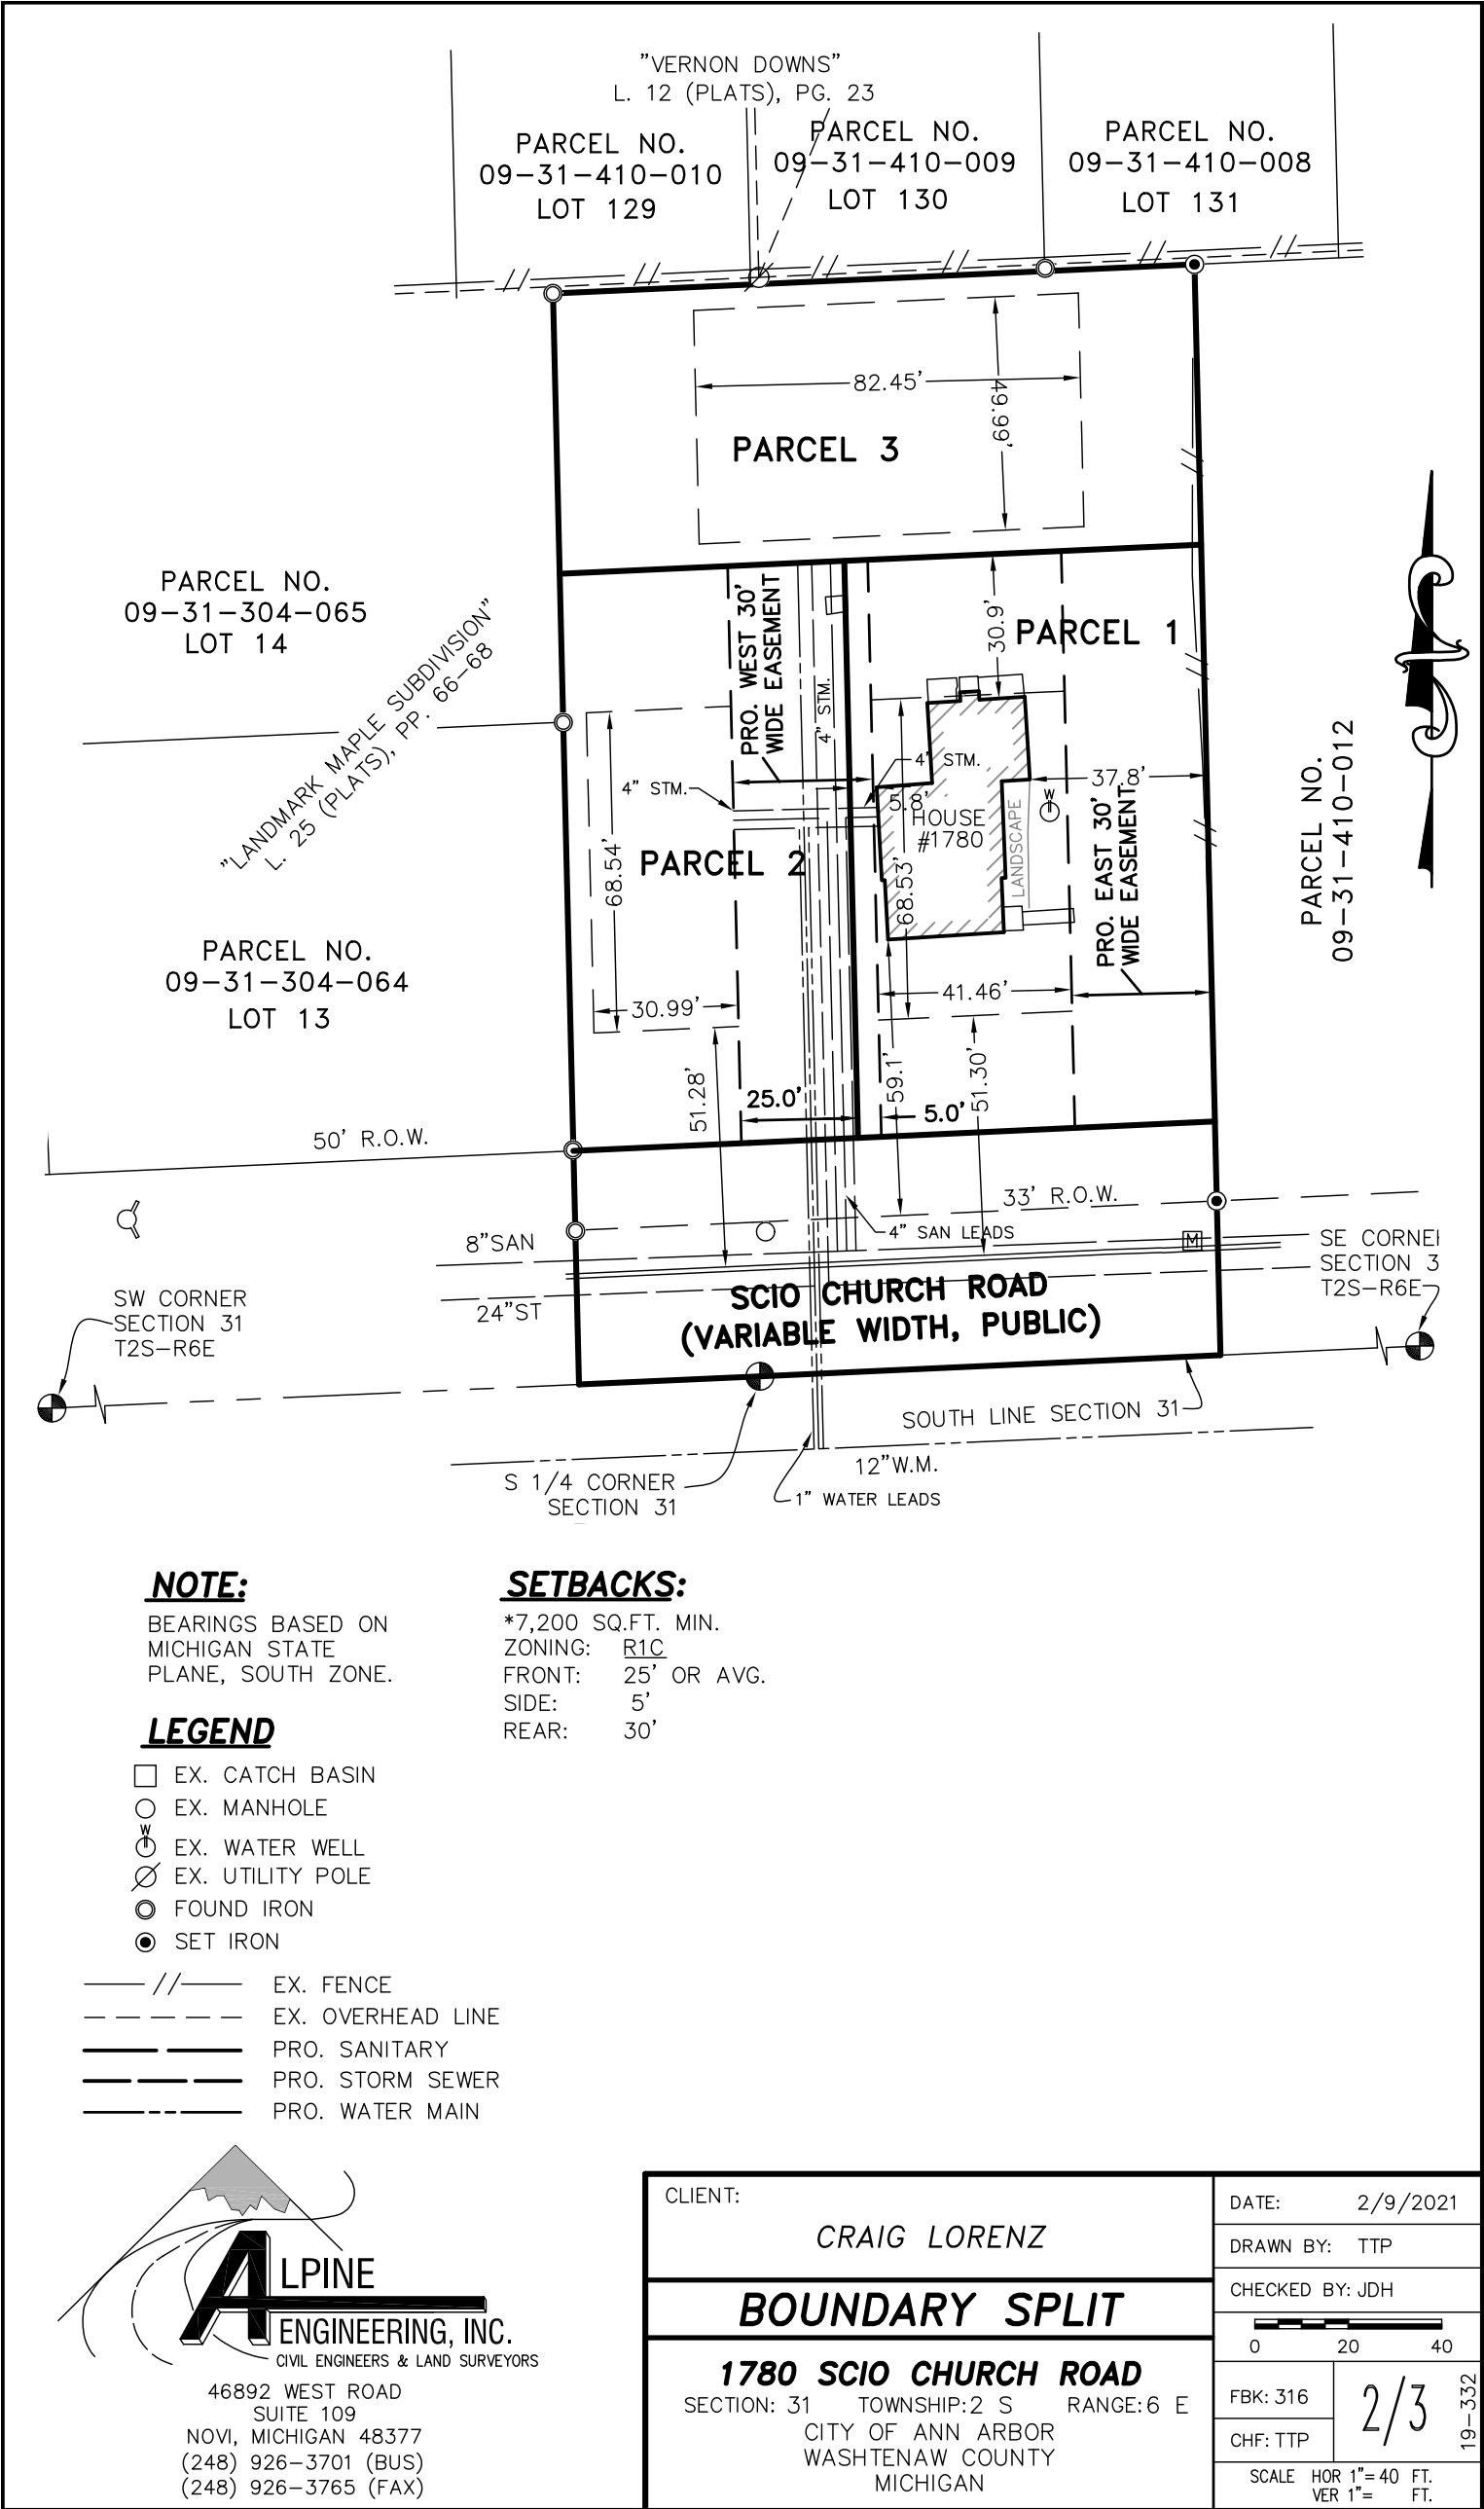 "VERNON DOWNS"
L. 12 (PLATS), PG. 23
PARCEL NO.
09-31-410-010
LOT 129
PARCEL NO.
09-31-410-009
LOT 130
PARCEL NO.
09-31-410-008
LOT 131
82.45'
49.99'
PARCEL 3
PARCEL NO.
09-31-304-065
LOT 14
"LANDMARK MAPLE SUBDIVISION"
L. 25 (PLATS), PP. 66-68
PRO. WEST 30'
WIDE EASEMENT
4" STM.
30.9'
PARCEL 1
4" STM.
4" STM.
5.8'
37.8'
W
HOUSE
#1780
LANDSCAPE
PRO. EAST 30'
WIDE EASEMENT
PARCEL NO.
09-31-410-012
PARCEL 2
68.54'
68.53'
PARCEL NO.
09-31-304-064
LOT 13
30.99'
41.46'
51.28'
25.0'
59.1'
5.0'
51.30'
50' R.O.W.
33' R.O.W.
4" SAN LEADS
8"SAN
M
SE CORNE
SECTION 3
T2S-R6E
24"ST
SCIO CHURCH ROAD
(VARIABLE WIDTH, PUBLIC)
SW CORNER
SECTION 31
T2S-R6E
SOUTH LINE SECTION 31
12"W.M.
S 1/4 CORNER
SECTION 31
1" WATER LEADS
NOTE:
BEARINGS BASED ON
MICHIGAN STATE
PLANE, SOUTH ZONE.
SETBACKS:
*7,200 SQ.FT. MIN.
ZONING: R1C
FRONT: 25' OR AVG.
SIDE: 5'
REAR: 30'
LEGEND
EX. CATCH BASIN
EX. MANHOLE
W
EX. WATER WELL
EX. UTILITY POLE
FOUND IRON
SET IRON
EX. FENCE
EX. OVERHEAD LINE
PRO. SANITARY
PRO. STORM SEWER
PRO. WATER MAIN
ALPINE
ENGINEERING, INC.
CIVIL ENGINEERS & LAND SURVEYORS
46892 WEST ROAD
SUITE 109
NOVI, MICHIGAN 48377
(248) 926-3701 (BUS)
(248) 926-3765 (FAX)
CLIENT:
CRAIG LORENZ
BOUNDARY SPLIT
1780 SCIO CHURCH ROAD
SECTION: 31 TOWNSHIP:2 S RANGE:6 E
CITY OF ANN ARBOR
WASHTENAW COUNTY
MICHIGAN
DATE: 2/9/2021
DRAWN BY: TTP
CHECKED BY: JDH
0 20 40
FBK: 316
CHF: TTP
2/3
19-332
SCALE HOR 1"=40 FT.
VER 1"= FT.